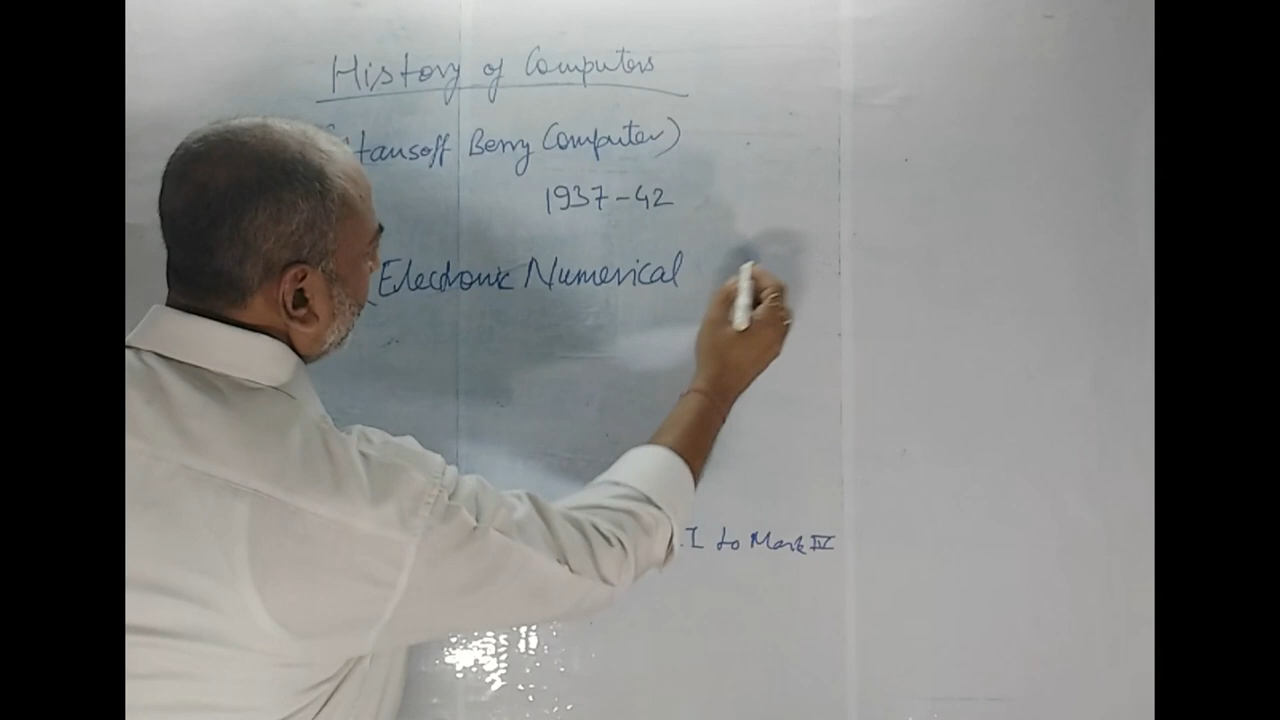 History of Computers
(Atansoff Berry Computer)
1937-42
(Electronic Numerical
I to Mark IV